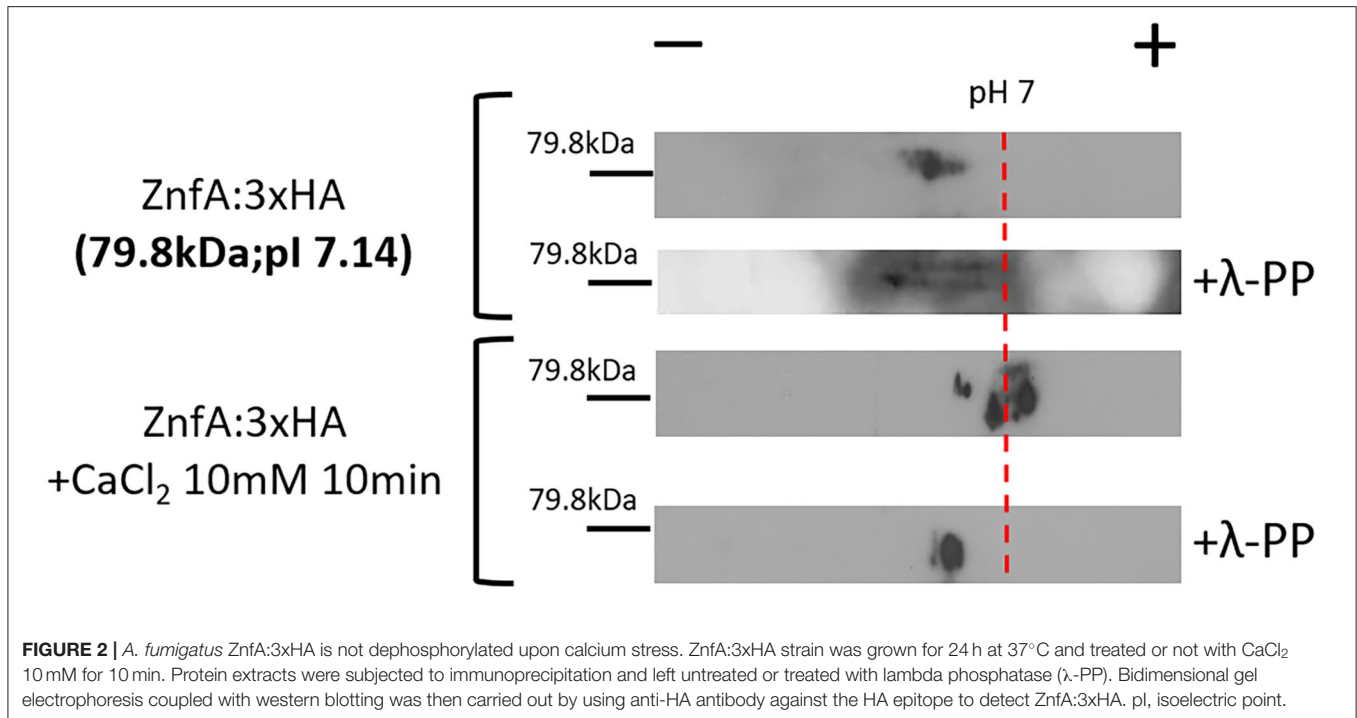 — +
pH 7
ZnfA:3xHA
(79.8kDa;pI 7.14)
79.8kDa
79.8kDa
+λ-PP
ZnfA:3xHA
+CaCl₂ 10mM 10min
79.8kDa
79.8kDa
+λ-PP
FIGURE 2 | A. fumigatus ZnfA:3xHA is not dephosphorylated upon calcium stress. ZnfA:3xHA strain was grown for 24 h at 37°C and treated or not with CaCl₂
10 mM for 10 min. Protein extracts were subjected to immunoprecipitation and left untreated or treated with lambda phosphatase (λ-PP). Bidimensional gel
electrophoresis coupled with western blotting was then carried out by using anti-HA antibody against the HA epitope to detect ZnfA:3xHA. pI, isoelectric point.